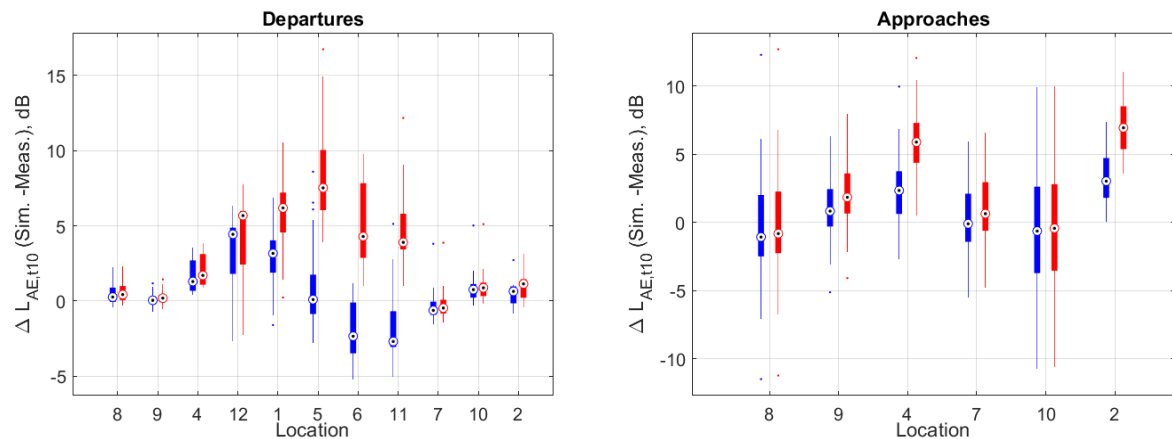 Departures
Δ L_AE,t10 (Sim. -Meas.), dB
15
10
5
0
-5
8 9 4 12 1 5 6 11 7 10 2
Location
Approaches
Δ L_AE,t10 (Sim. -Meas.), dB
10
5
0
-5
-10
8 9 4 7 10 2
Location